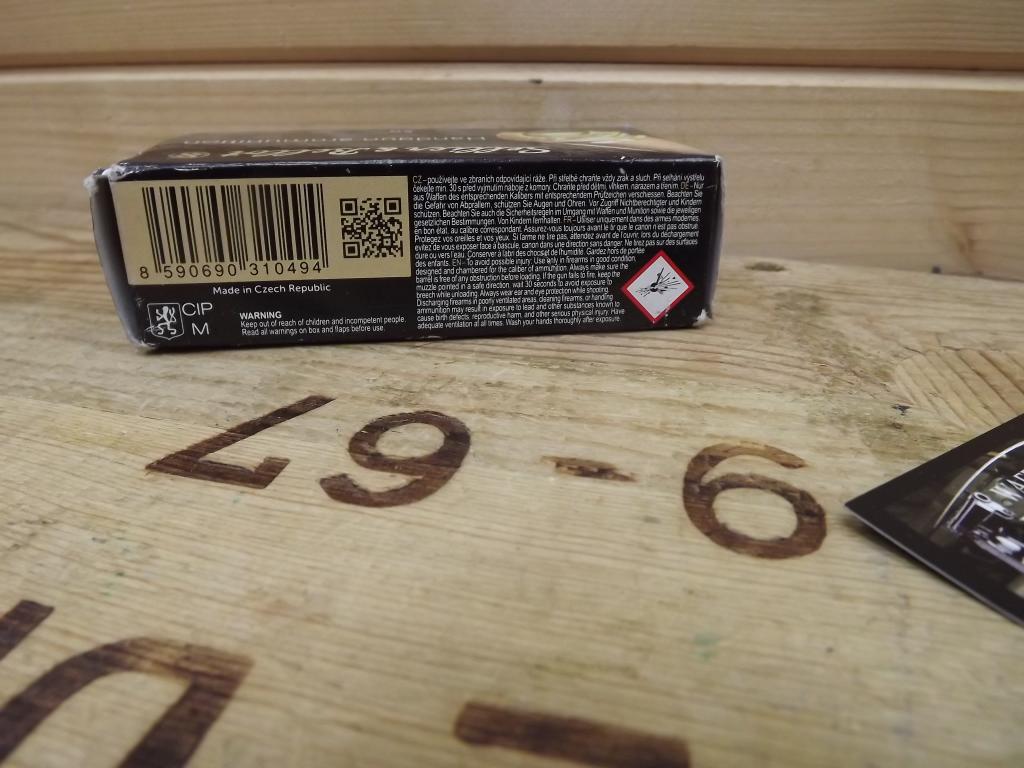 Sellier & Bellot ®
Handgun ammunition
8 590690 310494
Made in Czech Republic
CIP
M
WARNING
Keep out of reach of children and incompetent people.
Read all warnings on box and flaps before use.
CZ – používejte ve zbraních odpovídající ráže. Při střelbě chraňte vždy zrak a sluch. Při selhání výstřelu
čekejte min. 30 s před vyjmutím náboje z komory. Chraňte před dětmi, vlhkem, nárazem a třením. DE – Nur
aus Waffen des entsprechenden Kalibers mit entsprechendem Prüfzeichen verschiessen. Beachten Sie
die Gefahr von Abprallern, schutzen Sie Augen und Ohren. Vor Zugriff Nichtberechtigter und Kindern
schutzen. Beachten Sie auch die Sicherheitsregeln im Umgang mit Waffen und Munition sowie die jeweiligen
gesetzlichen Bestimmungen. Von Kindern fernhalten. FR – Utiliser uniquement dans des armes modernes,
en bon état, au calibre correspondant. Assurez-vous toujours avant le tir que le canon n'est pas obstrué.
Protegez vos oreilles et vos yeux. Si l'arme ne tire pas, attendez avant de l'ouvrir, lors du déchargement
evitez de vous exposer face a bascule, canon dans une direction sans danger. Ne tirez pas sur des surfaces
dure ou vers l'eau. Conserver a l'abri des chocs et de l'humidité. Gardez hors de portée
des enfants. EN – To avoid possible injury: Use only in firearms in good condition,
designed and chambered for the caliber of ammunition. Always make sure the
barrel is free of any obstruction before loading. If the gun fails to fire, keep the
muzzle pointed in a safe direction, wait 30 seconds to avoid exposure to
breech while unloading. Always wear ear and eye protection while shooting.
Discharging firearms in poorly ventilated areas, cleaning firearms, or handling
ammunition may result in exposure to lead and other substances known to
cause birth defects, reproductive harm, and other serious physical injury. Have
adequate ventilation at all times. Wash your hands thoroughly after exposure.
6 - 67